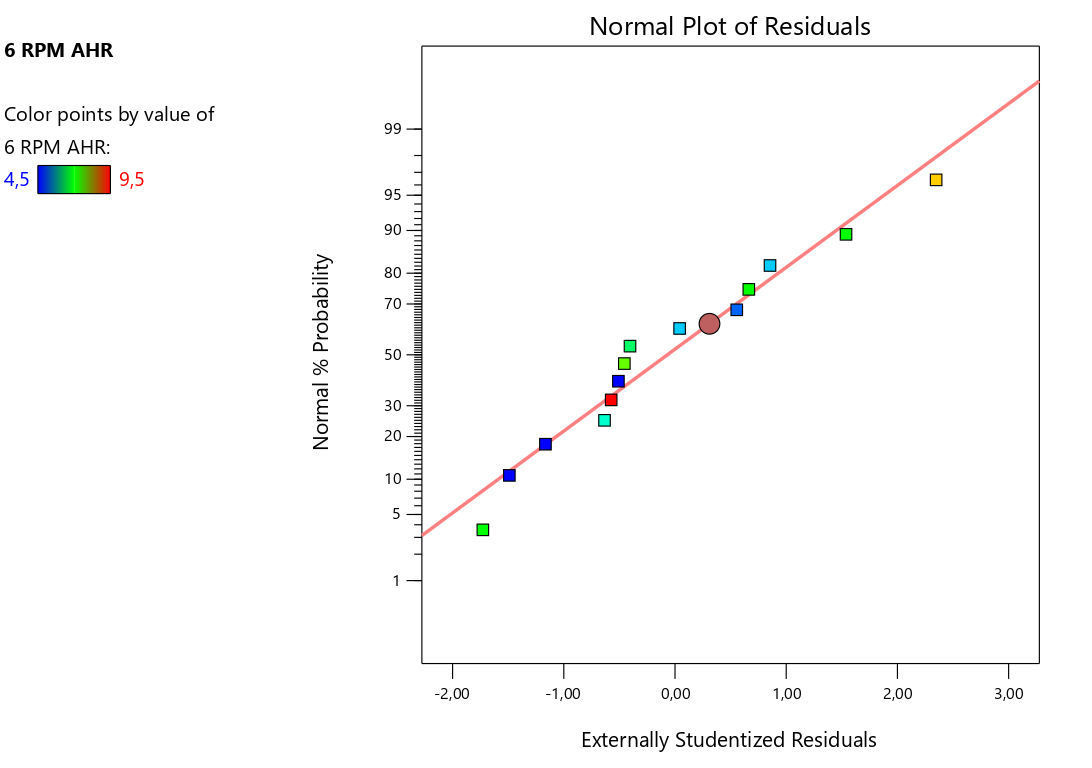 Normal Plot of Residuals
6 RPM AHR
Color points by value of
6 RPM AHR:
4,5 9,5
Normal % Probability
99
95
90
80
70
50
30
20
10
5
1
-2,00 -1,00 0,00 1,00 2,00 3,00
Externally Studentized Residuals